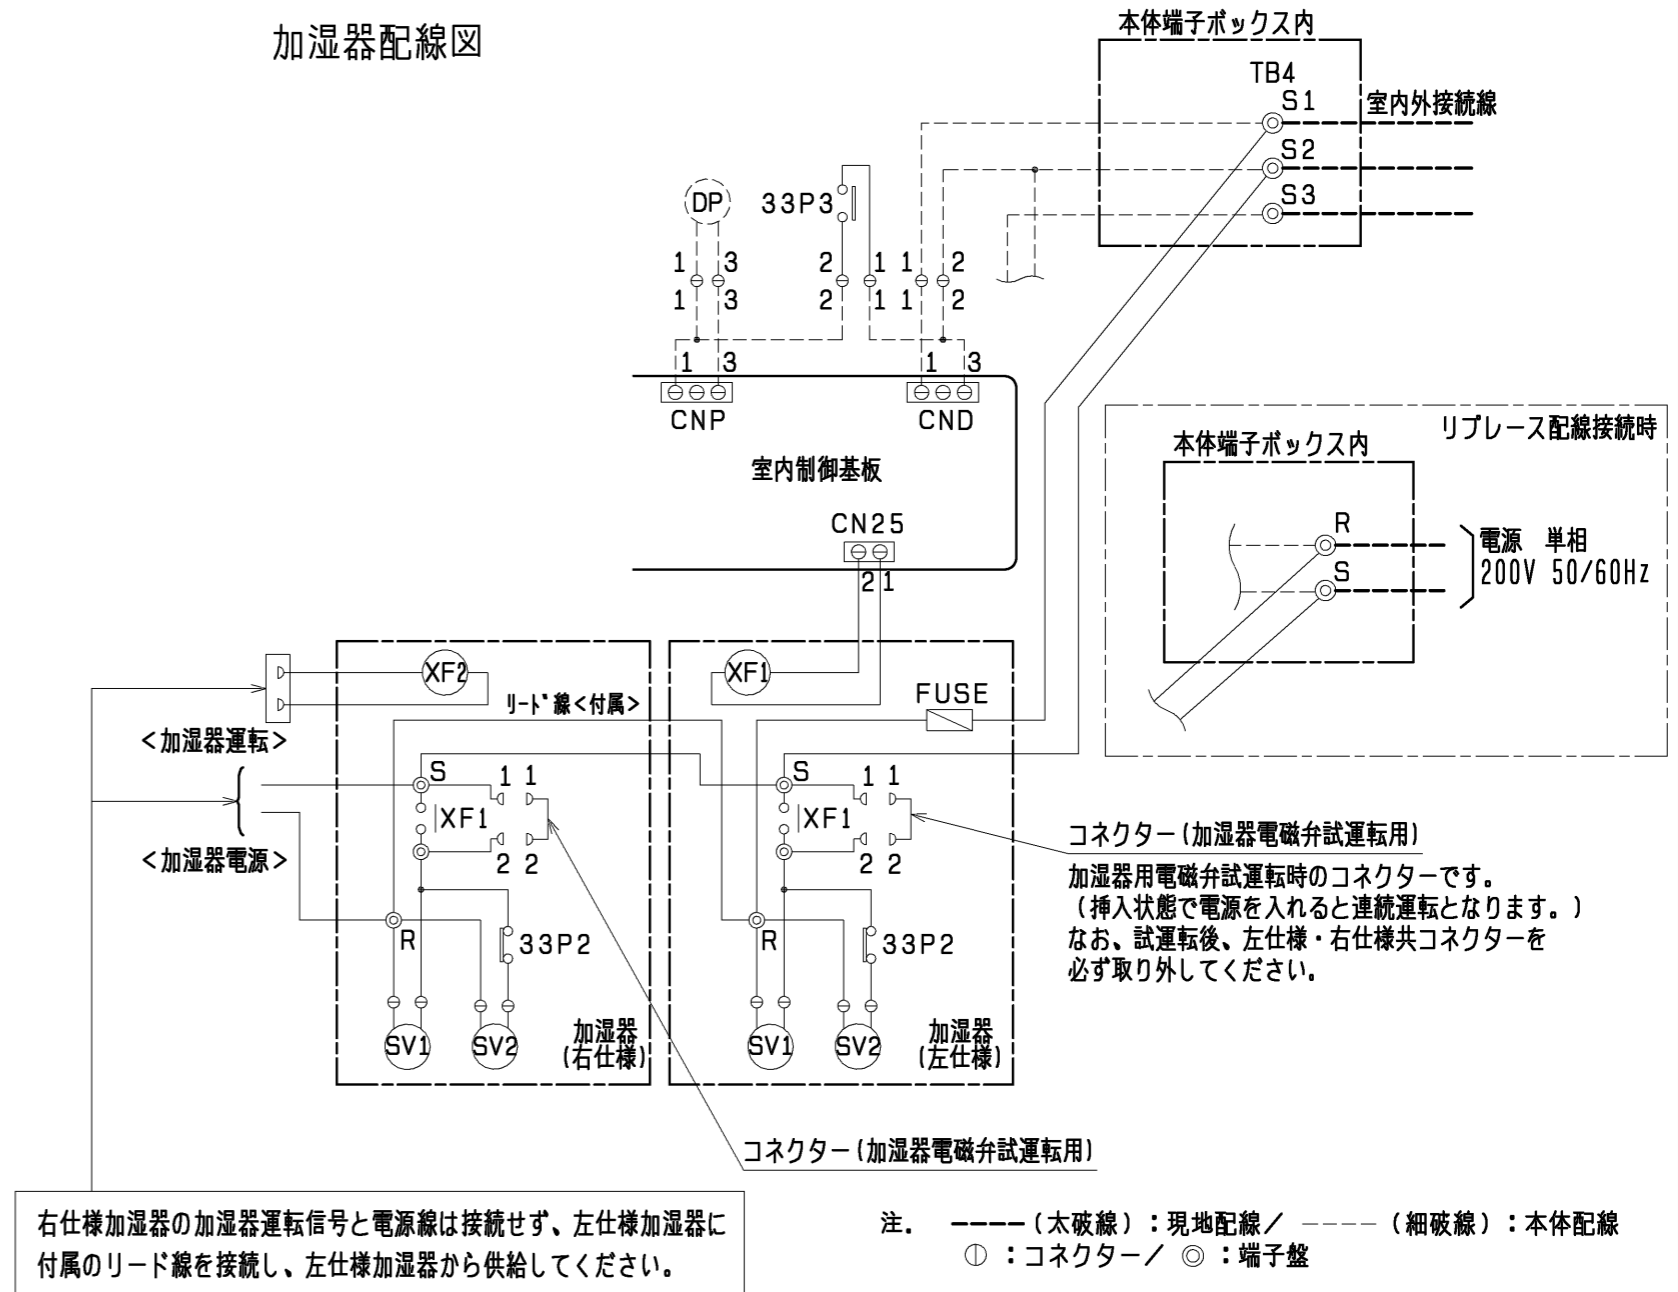 加湿器配線図
本体端子ボックス内
TB4
S1
室内外接続線
S2
S3
DP
33P3
1 3 2 1 1 2
1 3 2 1 1 2
1 3 1 3
CNP CND
室内制御基板
CN25
2 1
リプレース配線接続時
本体端子ボックス内
R
S
電源 単相
200V 50/60Hz
XF2
XF1
リード線<付属>
FUSE
<加湿器運転>
S 1 1
XF1
2 2
S 1 1
XF1
2 2
<加湿器電源>
R
33P2
R
33P2
SV1 SV2
加湿器
(右仕様)
SV1 SV2
加湿器
(左仕様)
コネクター(加湿器電磁弁試運転用)
加湿器用電磁弁試運転時のコネクターです。
(挿入状態で電源を入れると連続運転となります。)
なお、試運転後、左仕様・右仕様共コネクターを
必ず取り外してください。
コネクター(加湿器電磁弁試運転用)
右仕様加湿器の加湿器運転信号と電源線は接続せず、左仕様加湿器に
付属のリード線を接続し、左仕様加湿器から供給してください。
注. (太破線):現地配線/ (細破線):本体配線
:コネクター/ ◎:端子盤